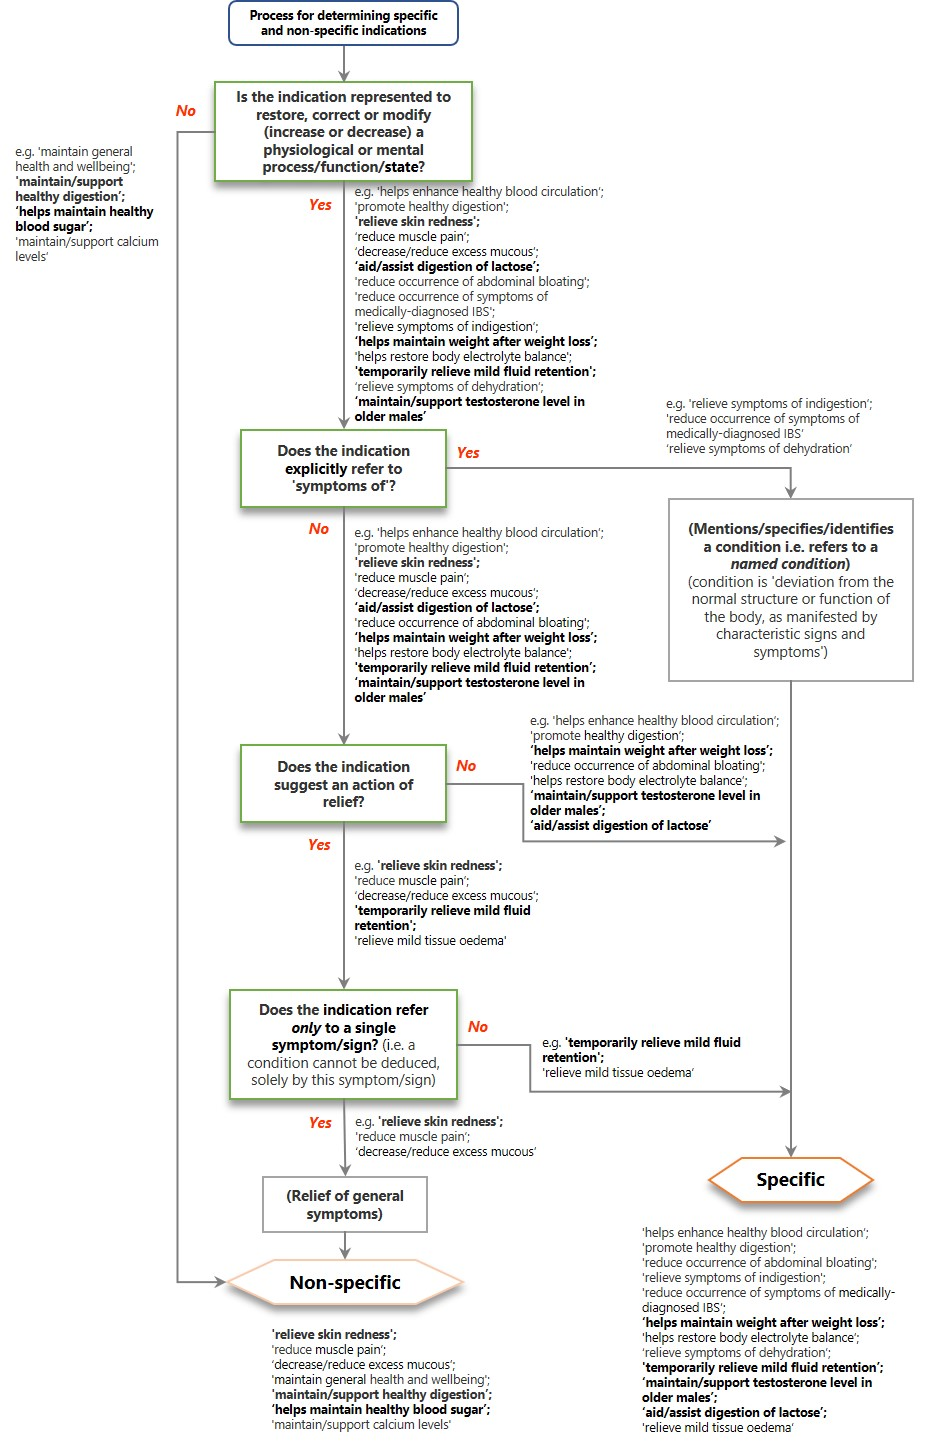 Process for determining specific
and non-specific indications
Is the indication represented to
restore, correct or modify
(increase or decrease) a
physiological or mental
process/function/state?
No
e.g. 'maintain general
health and wellbeing';
'maintain/support
healthy digestion';
'helps maintain healthy
blood sugar';
'maintain/support calcium
levels'
Yes
e.g. 'helps enhance healthy blood circulation';
'promote healthy digestion';
'relieve skin redness';
'reduce muscle pain';
'decrease/reduce excess mucous';
'aid/assist digestion of lactose';
'reduce occurrence of abdominal bloating';
'reduce occurrence of symptoms of
medically-diagnosed IBS';
'relieve symptoms of indigestion';
'helps maintain weight after weight loss';
'helps restore body electrolyte balance';
'temporarily relieve mild fluid retention';
'relieve symptoms of dehydration';
'maintain/support testosterone level in
older males'
Does the indication
explicitly refer to
'symptoms of'?
Yes
e.g. 'relieve symptoms of indigestion';
'reduce occurrence of symptoms of
medically-diagnosed IBS'
'relieve symptoms of dehydration'
(Mentions/specifies/identifies
a condition i.e. refers to a
named condition)
(condition is 'deviation from the
normal structure or function of
the body, as manifested by
characteristic signs and
symptoms')
No
e.g. 'helps enhance healthy blood circulation';
'promote healthy digestion';
'relieve skin redness';
'reduce muscle pain';
'decrease/reduce excess mucous';
'aid/assist digestion of lactose';
'reduce occurrence of abdominal bloating';
'helps maintain weight after weight loss';
'helps restore body electrolyte balance';
'temporarily relieve mild fluid retention';
'maintain/support testosterone level in
older males'
Does the indication
suggest an action of
relief?
No
e.g. 'helps enhance healthy blood circulation';
'promote healthy digestion';
'helps maintain weight after weight loss';
'reduce occurrence of abdominal bloating';
'helps restore body electrolyte balance';
'maintain/support testosterone level in
older males';
'aid/assist digestion of lactose'
Yes
e.g. 'relieve skin redness';
'reduce muscle pain';
'decrease/reduce excess mucous';
'temporarily relieve mild fluid
retention';
'relieve mild tissue oedema'
Does the indication refer
only to a single
symptom/sign? (i.e. a
condition cannot be deduced,
solely by this symptom/sign)
No
e.g. 'temporarily relieve mild fluid
retention';
'relieve mild tissue oedema'
Yes
e.g. 'relieve skin redness';
'reduce muscle pain';
'decrease/reduce excess mucous'
(Relief of general
symptoms)
Non-specific
'relieve skin redness';
'reduce muscle pain';
'decrease/reduce excess mucous';
'maintain general health and wellbeing';
'maintain/support healthy digestion';
'helps maintain healthy blood sugar';
'maintain/support calcium levels'
Specific
'helps enhance healthy blood circulation';
'promote healthy digestion';
'reduce occurrence of abdominal bloating';
'relieve symptoms of indigestion';
'reduce occurrence of symptoms of medically-
diagnosed IBS';
'helps maintain weight after weight loss';
'helps restore body electrolyte balance';
'relieve symptoms of dehydration';
'temporarily relieve mild fluid retention';
'maintain/support testosterone level in
older males';
'aid/assist digestion of lactose';
'relieve mild tissue oedema'